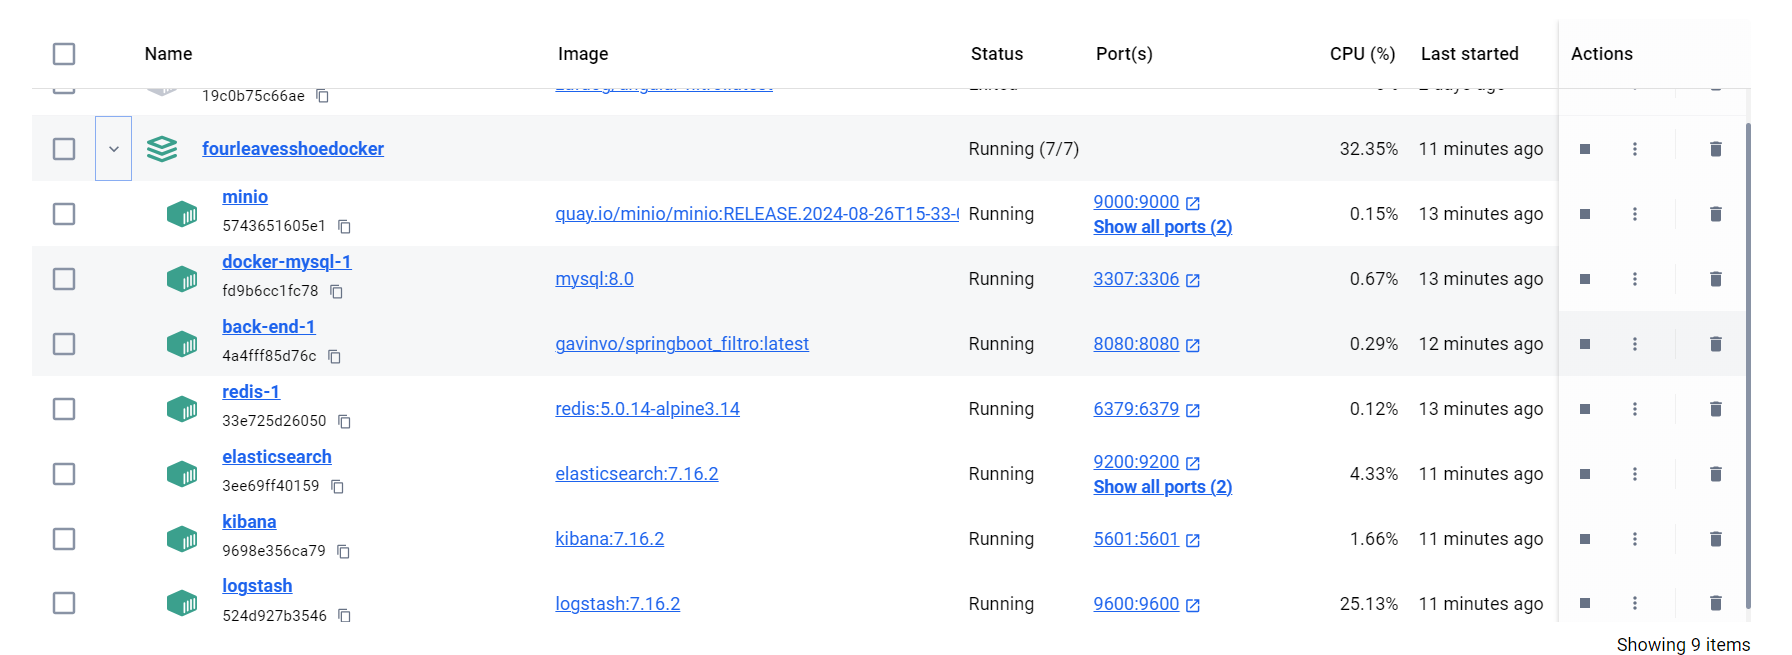 Name Image Status Port(s) CPU (%) Last started Actions
19c0b75c66ae
fourleavesshoedocker Running (7/7) 32.35% 11 minutes ago
minio
5743651605e1
quay.io/minio/minio:RELEASE.2024-08-26T15-33- Running 9000:9000 0.15% 13 minutes ago
Show all ports (2)
docker-mysql-1
fd9b6cc1fc78
mysql:8.0 Running 3307:3306 0.67% 13 minutes ago
back-end-1
4a4fff85d76c
gavinvo/springboot_filtro:latest Running 8080:8080 0.29% 12 minutes ago
redis-1
33e725d26050
redis:5.0.14-alpine3.14 Running 6379:6379 0.12% 13 minutes ago
elasticsearch
3ee69ff40159
elasticsearch:7.16.2 Running 9200:9200 4.33% 11 minutes ago
Show all ports (2)
kibana
9698e356ca79
kibana:7.16.2 Running 5601:5601 1.66% 11 minutes ago
logstash
524d927b3546
logstash:7.16.2 Running 9600:9600 25.13% 11 minutes ago
Showing 9 items